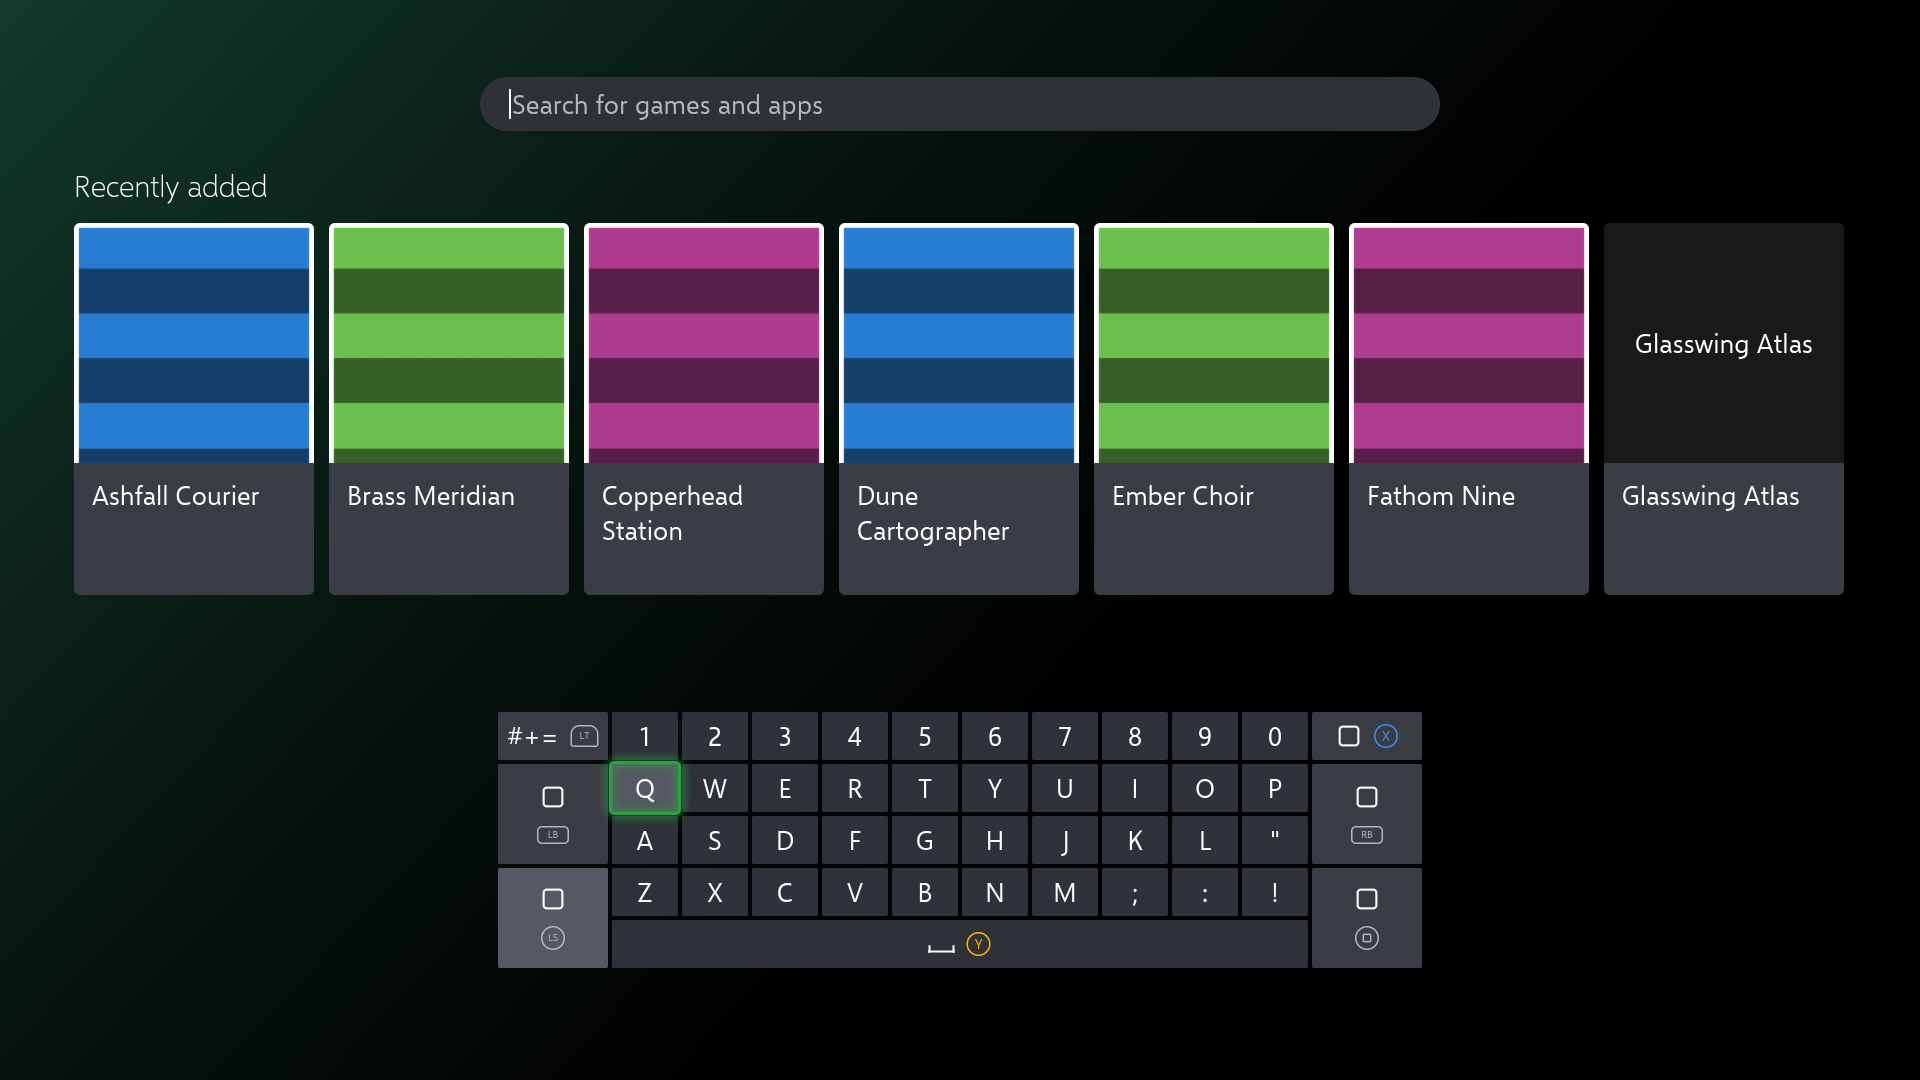 Search for games and apps
Recently added
Glasswing Atlas
Ashfall Courier
Brass Meridian
Copperhead
Station
Dune
Cartographer
Ember Choir
Fathom Nine
Glasswing Atlas
#+= LT 1 2 3 4 5 6 7 8 9 0 X
LB Q W E R T Y U I O P RB
A S D F G H J K L "
LS Z X C V B N M ; : !
Y